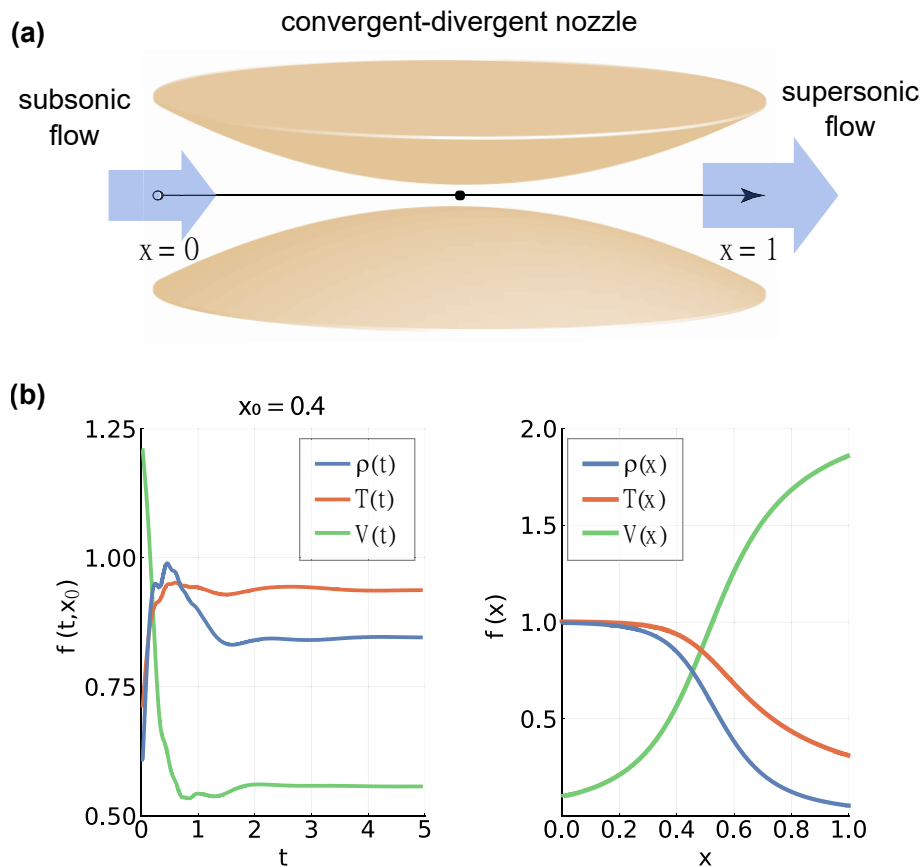 (a)
convergent-divergent nozzle
subsonic
flow
supersonic
flow
x = 0
x = 1
(b)
x₀ = 0.4
1.25
1.00
0.75
0.50
f (t,x₀)
ρ(t)
T(t)
V(t)
0
1
2
3
4
5
t
2.0
1.5
1.0
0.5
f (x)
ρ(x)
T(x)
V(x)
0.0
0.2
0.4
0.6
0.8
1.0
x